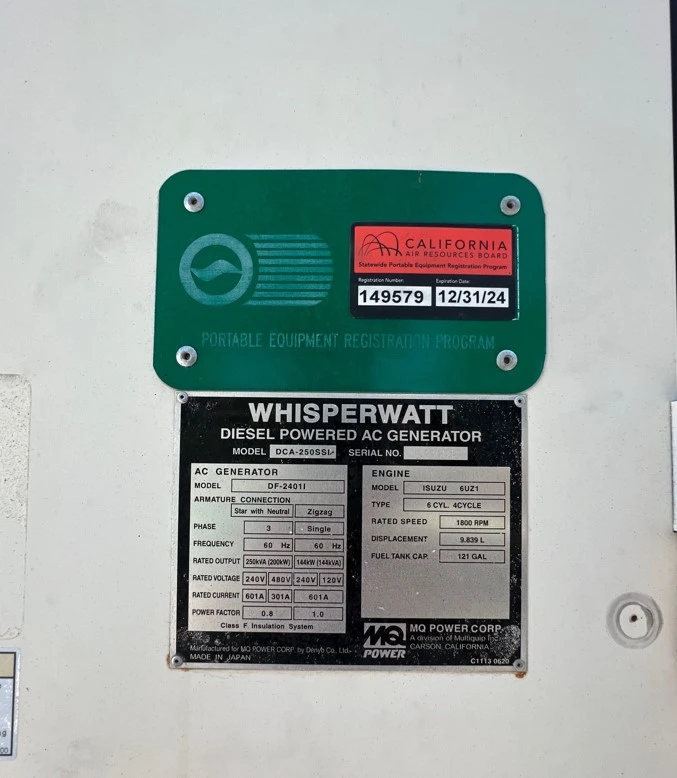 CALIFORNIA
AIR RESOURCES BOARD
Statewide Portable Equipment Registration Program
Registration Number: Expiration Date:
149579 12/31/24
PORTABLE EQUIPMENT REGISTRATION PROGRAM
WHISPERWATT
DIESEL POWERED AC GENERATOR
MODEL DCA-250SSI SERIAL NO.
AC GENERATOR
MODEL DF-2401I
ARMATURE CONNECTION
Star with Neutral Zigzag
PHASE 3 Single
FREQUENCY 60 Hz 60 Hz
RATED OUTPUT 250kVA (200kW) 144kW (144kVA)
RATED VOLTAGE 240V 480V 240V 120V
RATED CURRENT 601A 301A 601A
POWER FACTOR 0.8 1.0
Class F Insulation System
ENGINE
MODEL ISUZU 6UZ1
TYPE 6 CYL. 4CYCLE
RATED SPEED 1800 RPM
DISPLACEMENT 9.839 L
FUEL TANK CAP. 121 GAL
Manufactured for MQ POWER CORP. by Denyo Co., Ltd.
MADE IN JAPAN
MQ
POWER
MQ POWER CORP.
A division of Multiquip Inc.
CARSON, CALIFORNIA
C1113 0620